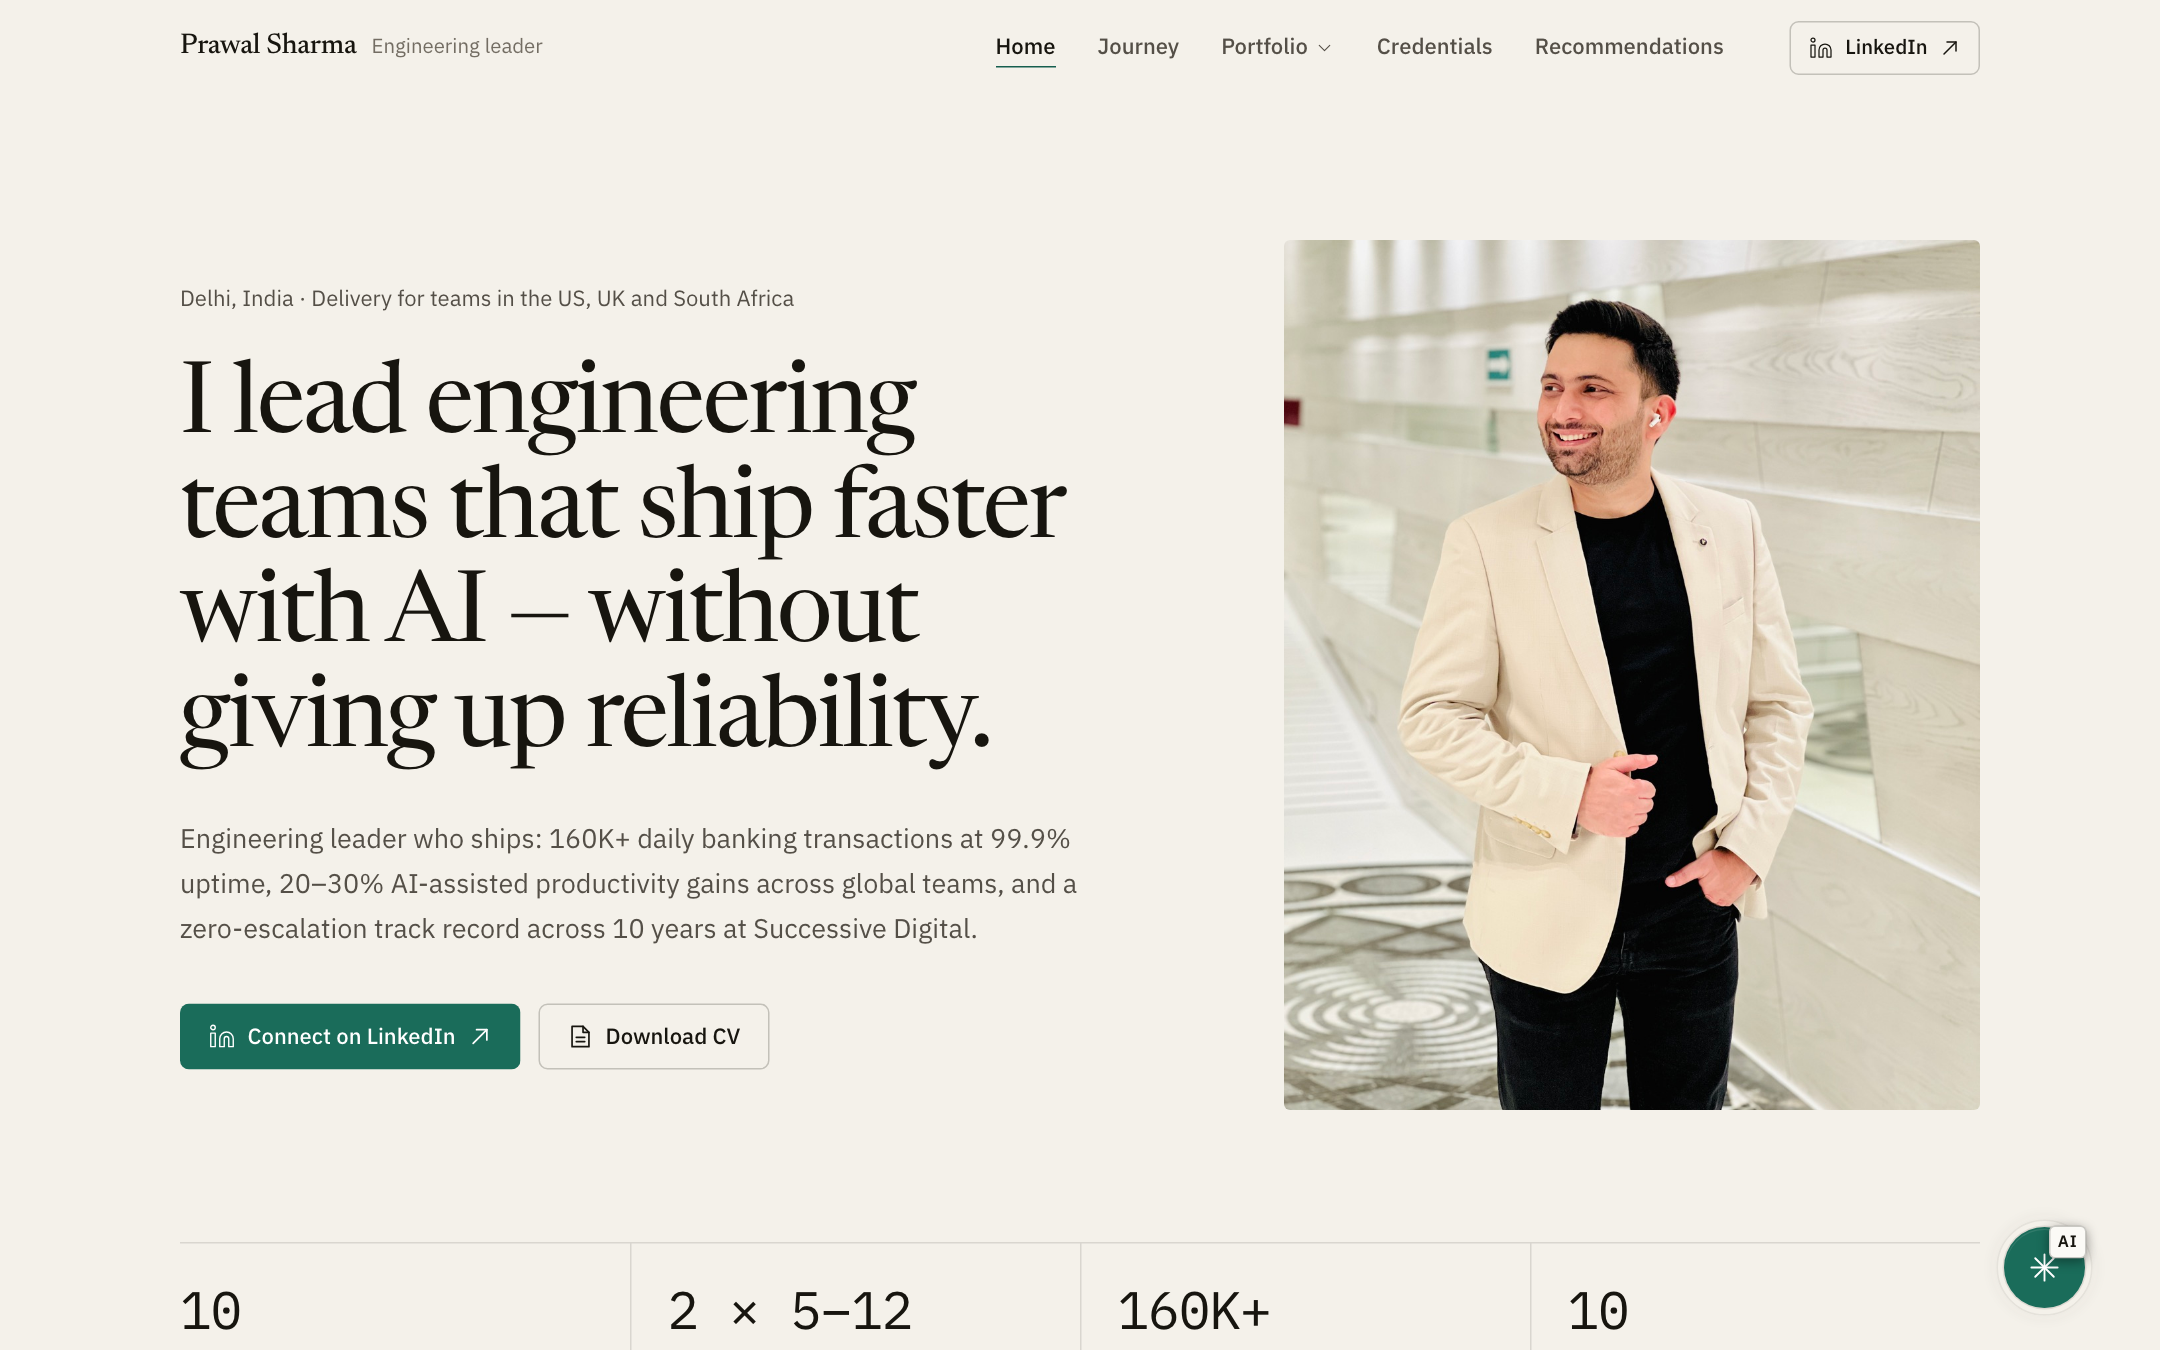 Prawal Sharma Engineering leader
Home Journey Portfolio Credentials Recommendations LinkedIn
Delhi, India · Delivery for teams in the US, UK and South Africa
I lead engineering
teams that ship faster
with AI — without
giving up reliability.
Engineering leader who ships: 160K+ daily banking transactions at 99.9%
uptime, 20–30% AI-assisted productivity gains across global teams, and a
zero-escalation track record across 10 years at Successive Digital.
Connect on LinkedIn Download CV
AI
10 2 × 5–12 160K+ 10